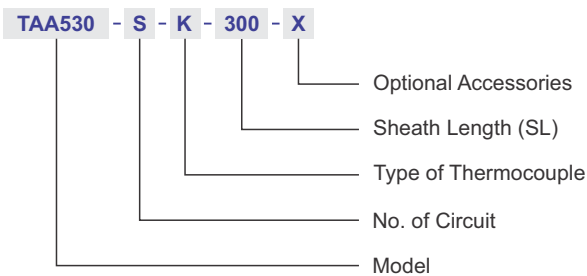 TAA530 - S - K - 300 - X
Optional Accessories
Sheath Length (SL)
Type of Thermocouple
No. of Circuit
Model